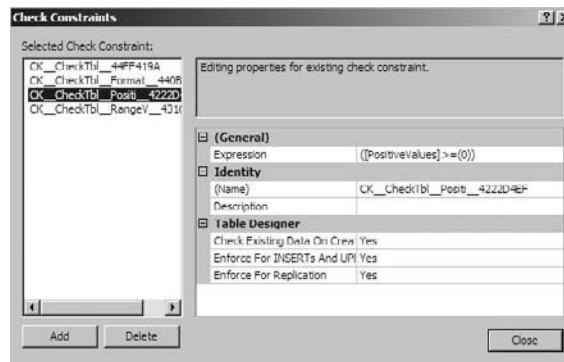 Check Constraints
Selected Check Constraint:
CK__CheckTbl__44FF419A
CK__CheckTbl__Format__440B
CK__CheckTbl__Positi__4222D
CK__CheckTbl__RangeV__431(
Editing properties for existing check constraint.
(General)
Expression ([PositiveValues]>=(0))
Identity
(Name) CK__CheckTbl__Positi__4222D4EF
Description
Table Designer
Check Existing Data On Crea Yes
Enforce For INSERTs And UPI Yes
Enforce For Replication Yes
Add Delete Close